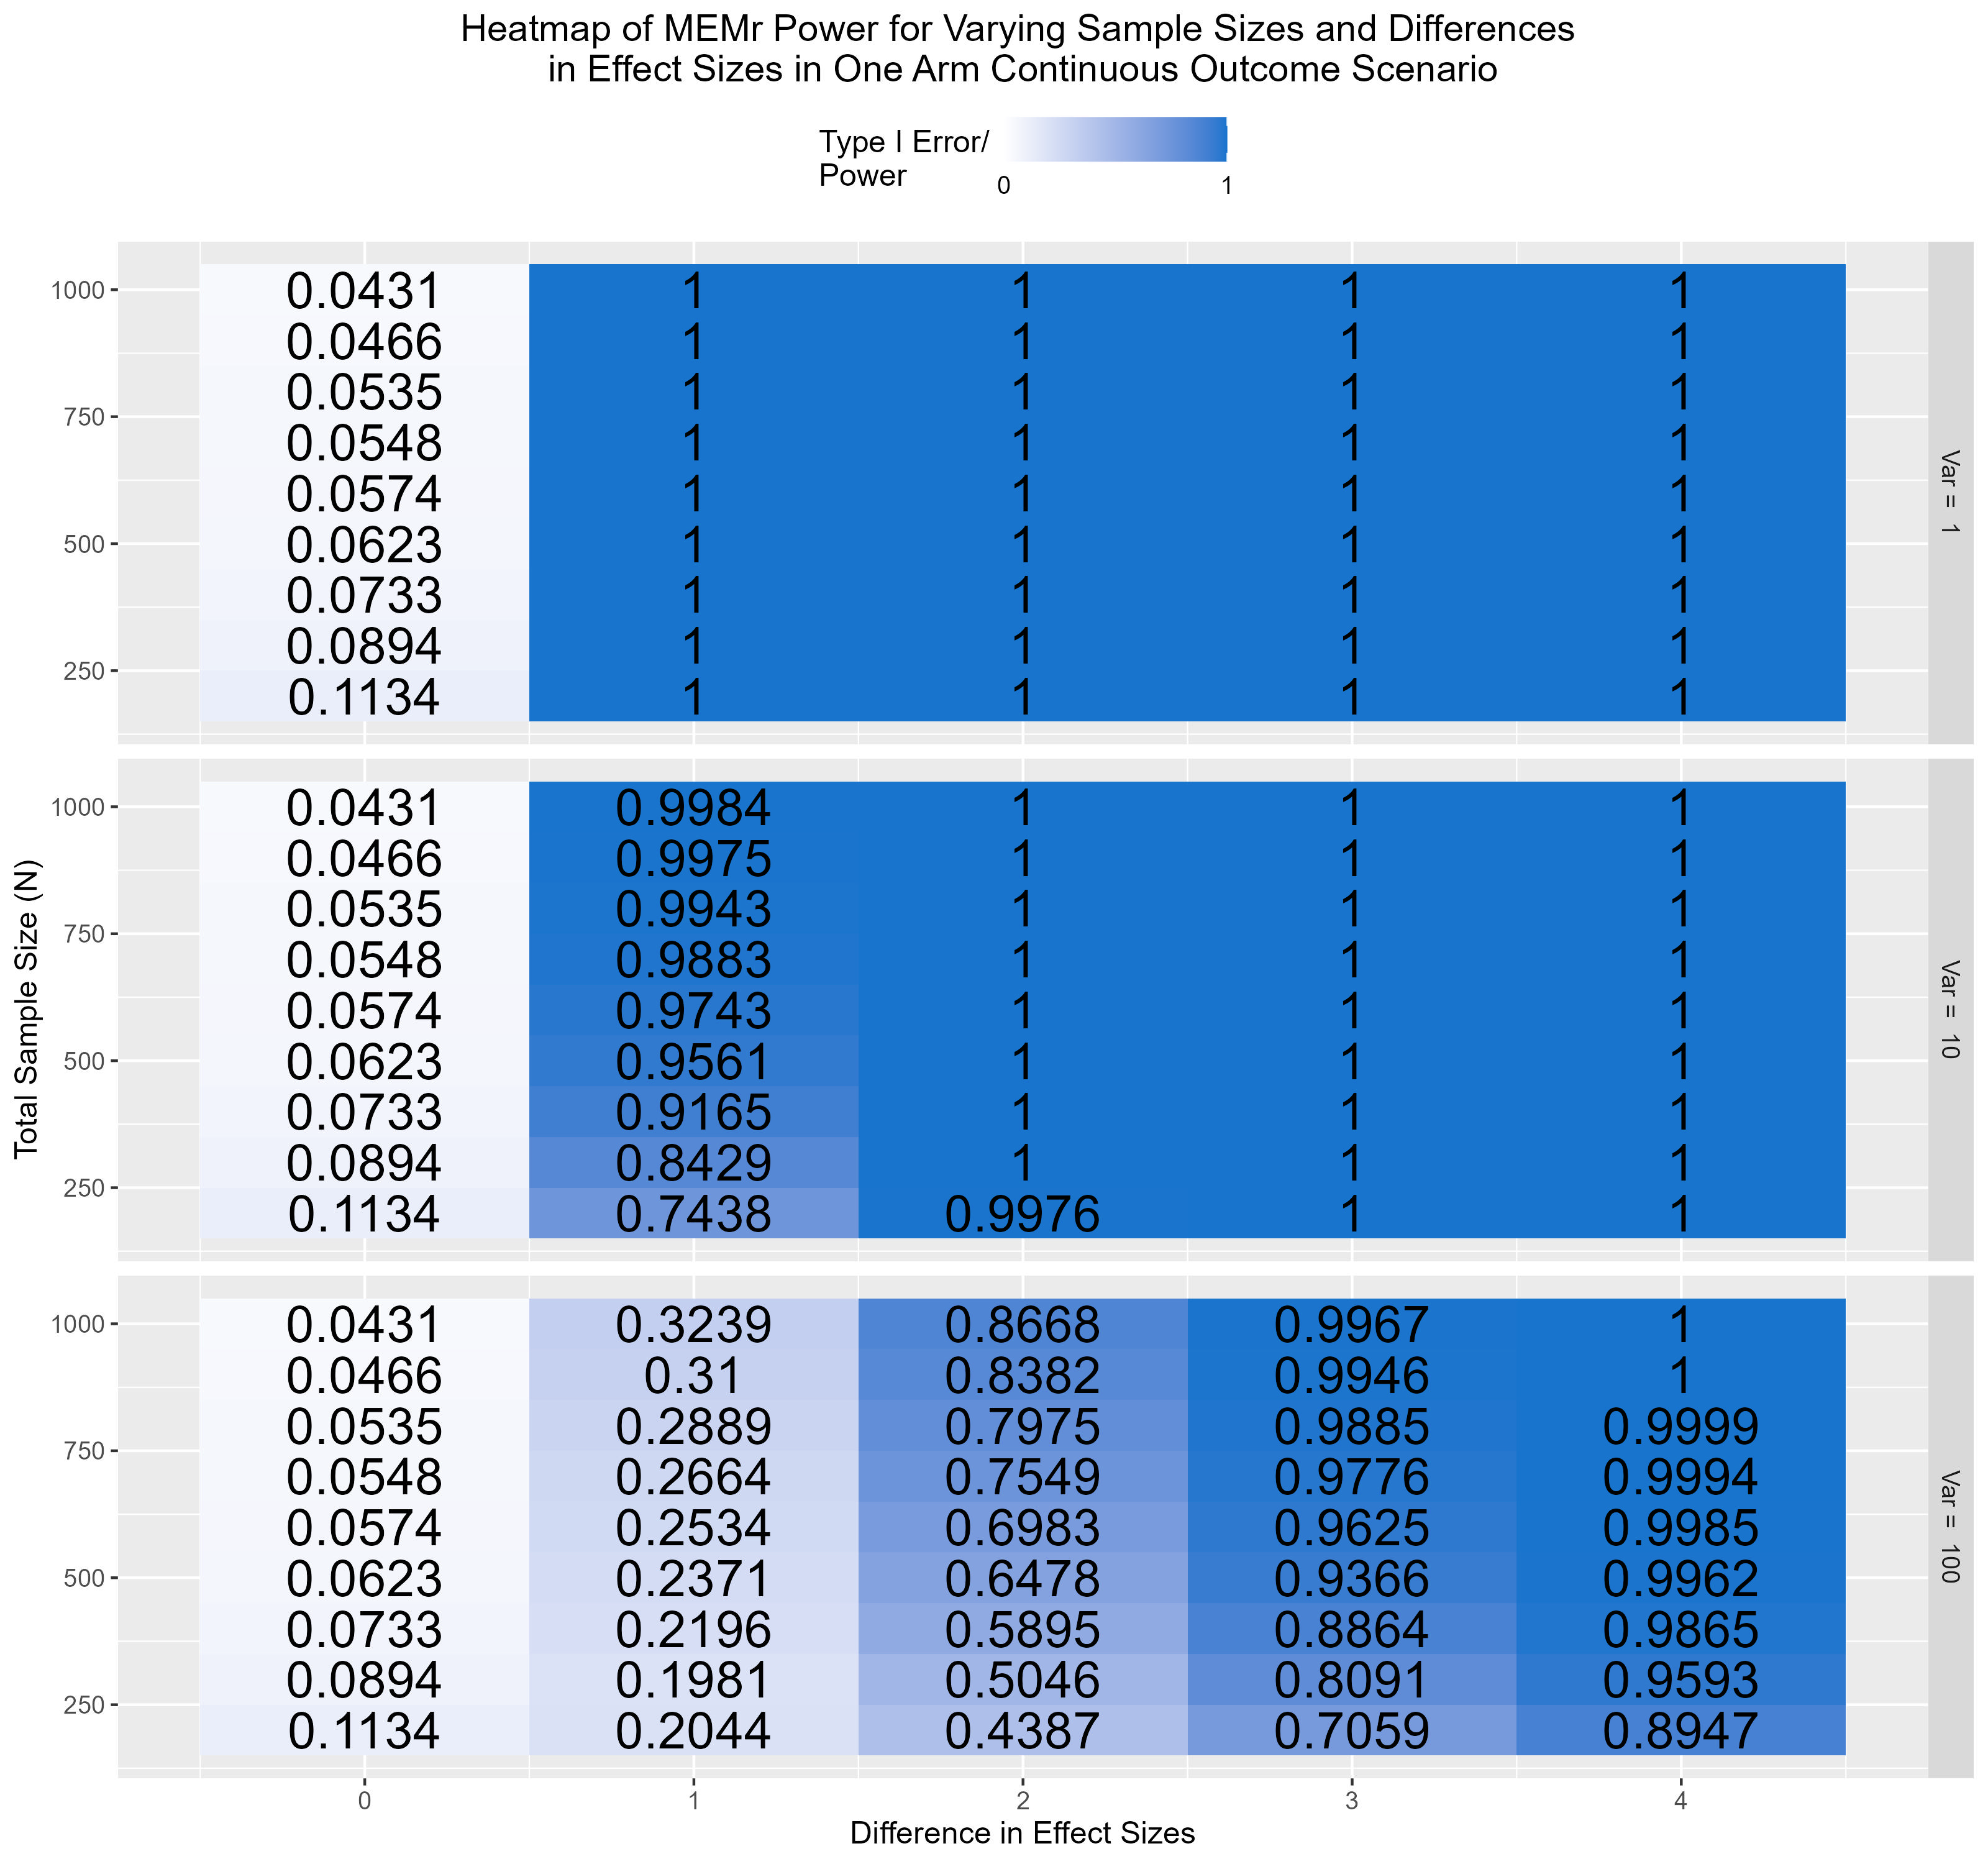 Heatmap of MEMr Power for Varying Sample Sizes and Differences
in Effect Sizes in One Arm Continuous Outcome Scenario
Type I Error/
Power
0 1
1000 0.0431 1 1 1 1
0.0466 1 1 1 1
0.0535 1 1 1 1
750
0.0548 1 1 1 1
0.0574 1 1 1 1
500 0.0623 1 1 1 1
0.0733 1 1 1 1
0.0894 1 1 1 1
250
0.1134 1 1 1 1
Var = 1
Total Sample Size (N)
1000 0.0431 0.9984 1 1 1
0.0466 0.9975 1 1 1
0.0535 0.9943 1 1 1
750
0.0548 0.9883 1 1 1
0.0574 0.9743 1 1 1
500 0.0623 0.9561 1 1 1
0.0733 0.9165 1 1 1
0.0894 0.8429 1 1 1
250
0.1134 0.7438 0.9976 1 1
Var = 10
1000 0.0431 0.3239 0.8668 0.9967 1
0.0466 0.31 0.8382 0.9946 1
0.0535 0.2889 0.7975 0.9885 0.9999
750
0.0548 0.2664 0.7549 0.9776 0.9994
0.0574 0.2534 0.6983 0.9625 0.9985
500 0.0623 0.2371 0.6478 0.9366 0.9962
0.0733 0.2196 0.5895 0.8864 0.9865
0.0894 0.1981 0.5046 0.8091 0.9593
250
0.1134 0.2044 0.4387 0.7059 0.8947
Var = 100
0 1 2 3 4
Difference in Effect Sizes